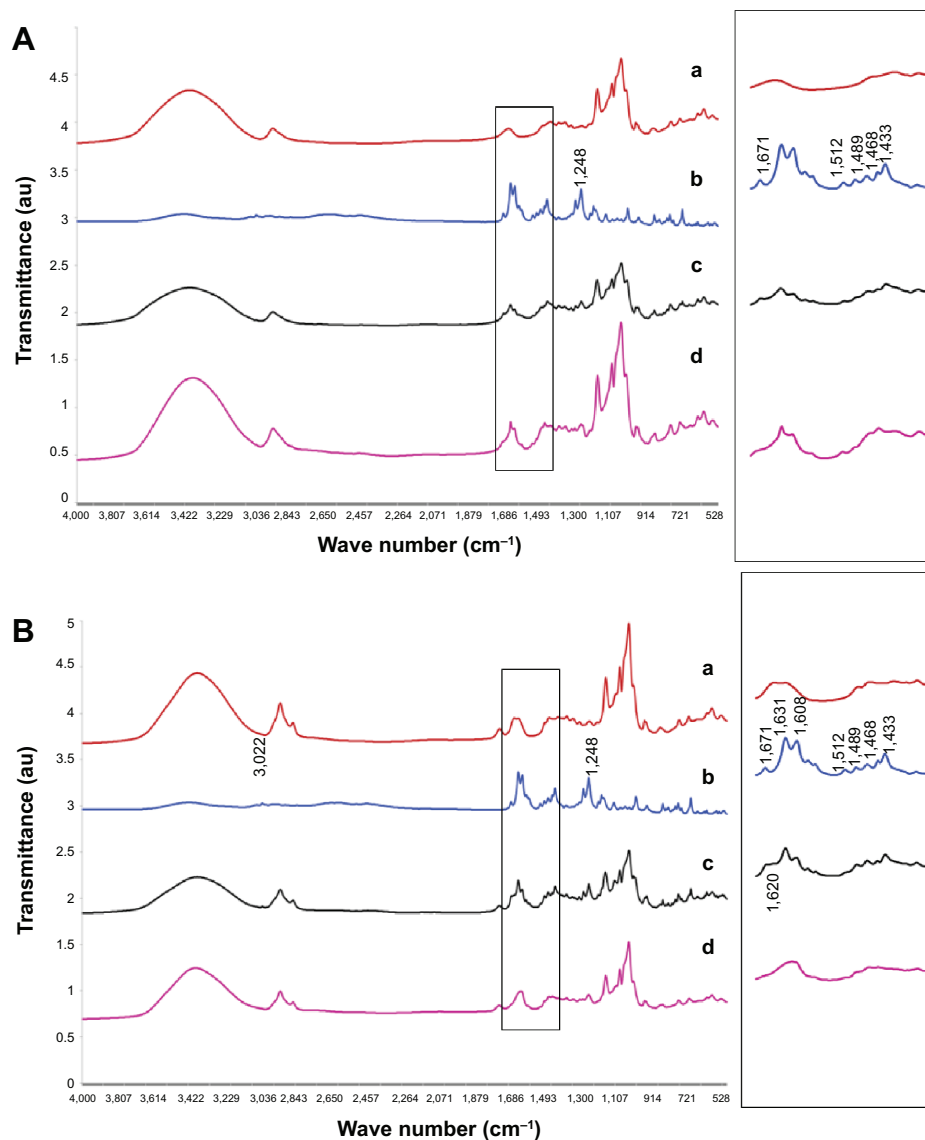 A
4.5
4
3.5
3
2.5
2
1.5
1
0.5
0
Transmittance (au)
a
b
c
d
1,248
4,000 3,807 3,614 3,422 3,229 3,036 2,843 2,650 2,457 2,264 2,071 1,879 1,686 1,493 1,300 1,107 914 721 528
Wave number (cm⁻¹)
1,671
1,512
1,489
1,468
1,433
B
5
4.5
4
3.5
3
2.5
2
1.5
1
0.5
0
Transmittance (au)
a
b
c
d
3,022
1,248
4,000 3,807 3,614 3,422 3,229 3,036 2,843 2,650 2,457 2,264 2,071 1,879 1,686 1,493 1,300 1,107 914 721 528
Wave number (cm⁻¹)
1,671
1,631
1,608
1,512
1,489
1,468
1,433
1,620